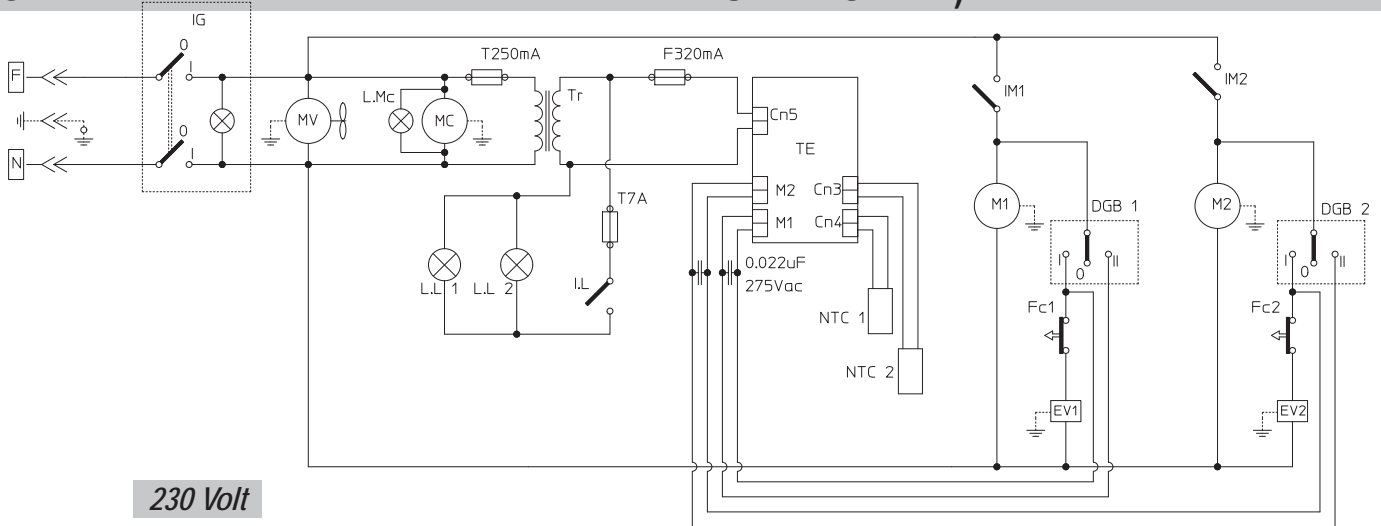 IG
0
I
F
N
0
I
MV
L.Mc
MC
T250mA
Tr
F320mA
Cn5
TE
M2
Cn3
M1
Cn4
T7A
I.L
L.L 1
L.L 2
0.022uF
275Vac
NTC 1
NTC 2
IM1
IM2
M1
DGB 1
I
0
II
M2
DGB 2
I
0
II
Fc1
Fc2
EV1
EV2
230 Volt